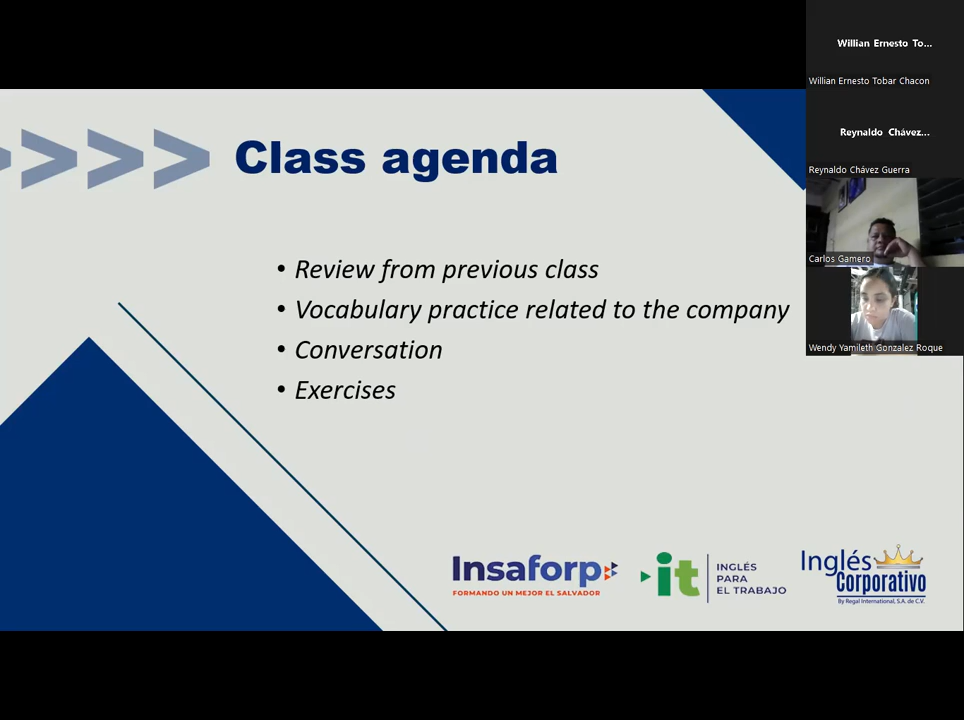 Class agenda
• Review from previous class
• Vocabulary practice related to the company
• Conversation
• Exercises
Insaforp
FORMANDO UN MEJOR EL SALVADOR
it
INGLÉS
PARA
EL TRABAJO
Inglés
Corporativo
By Regal International, S.A. de C.V.
Willian Ernesto To...
Willian Ernesto Tobar Chacon
Reynaldo Chávez...
Reynaldo Chávez Guerra
Carlos Gamero
Wendy Yamileth Gonzalez Roque